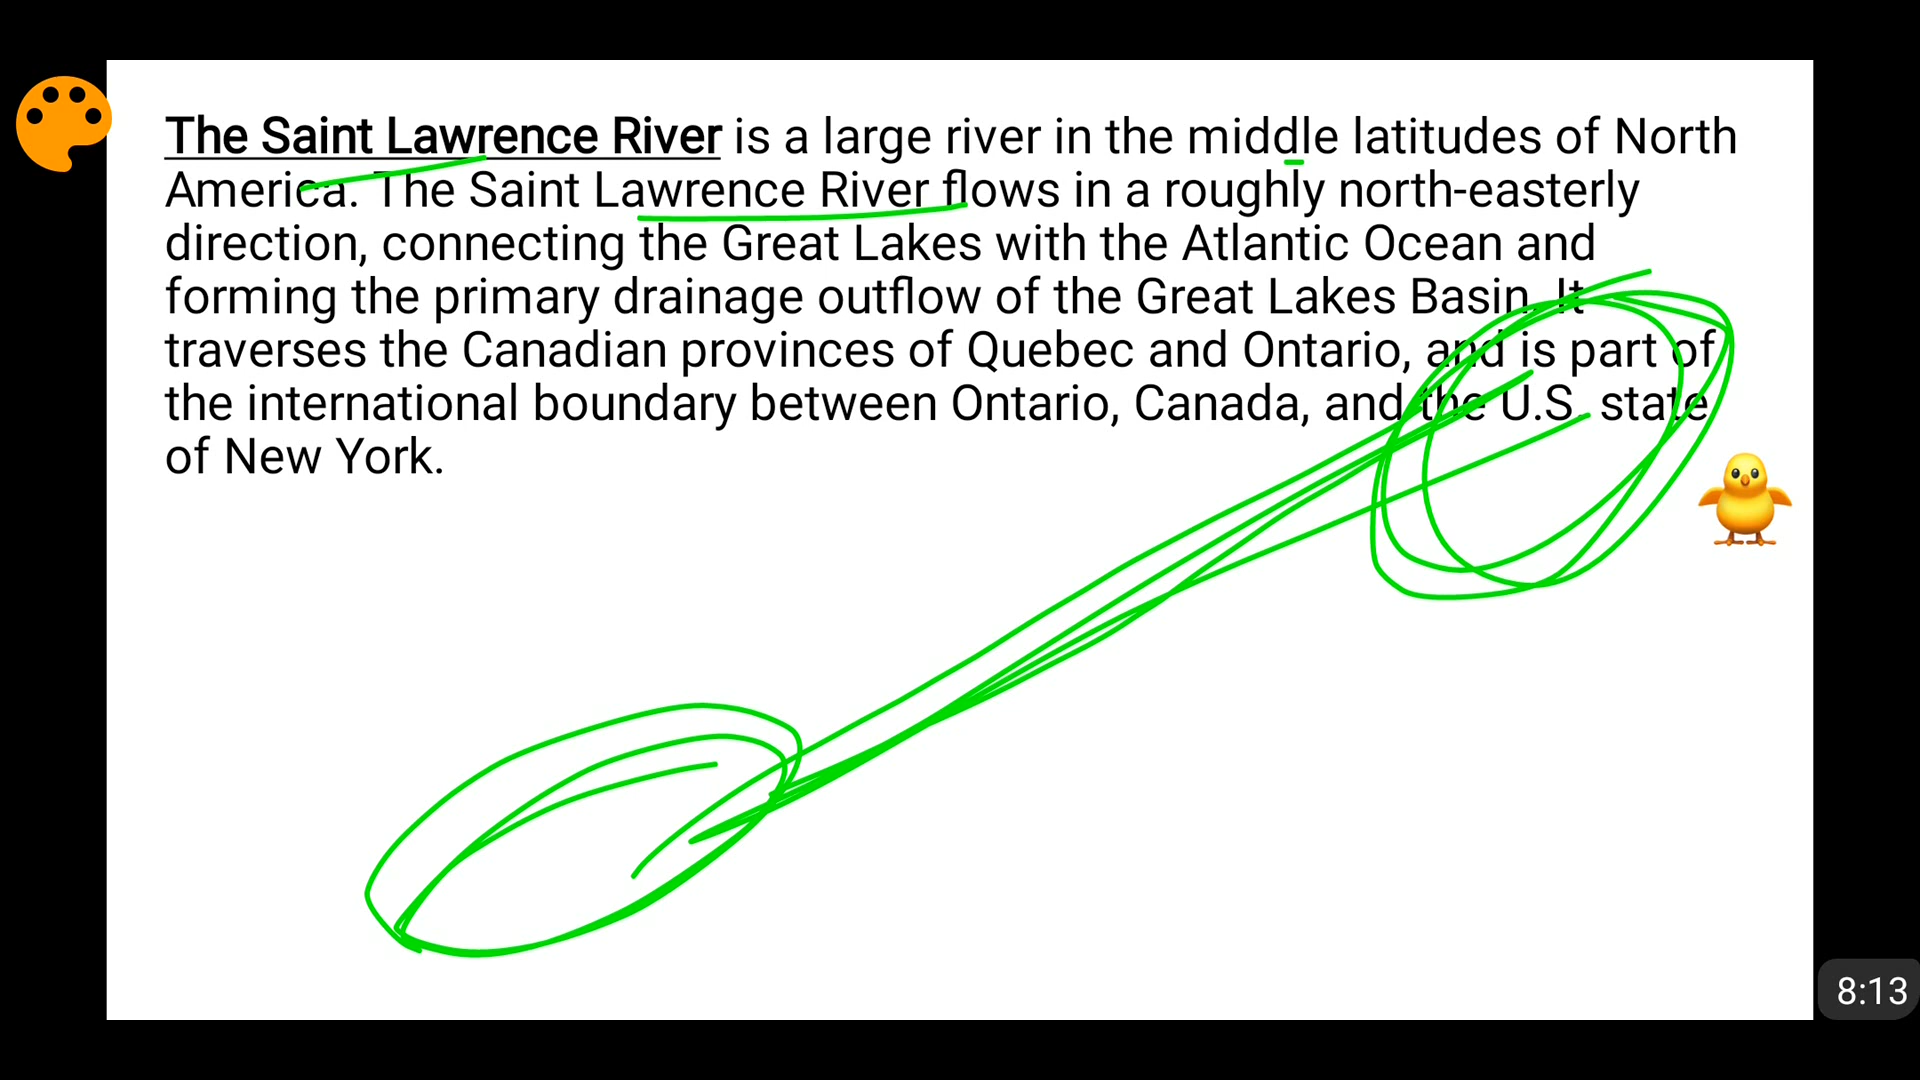 The Saint Lawrence River is a large river in the middle latitudes of North
America. The Saint Lawrence River flows in a roughly north-easterly
direction, connecting the Great Lakes with the Atlantic Ocean and
forming the primary drainage outflow of the Great Lakes Basin. It
traverses the Canadian provinces of Quebec and Ontario, and is part of
the international boundary between Ontario, Canada, and the U.S. state
of New York.
8:13